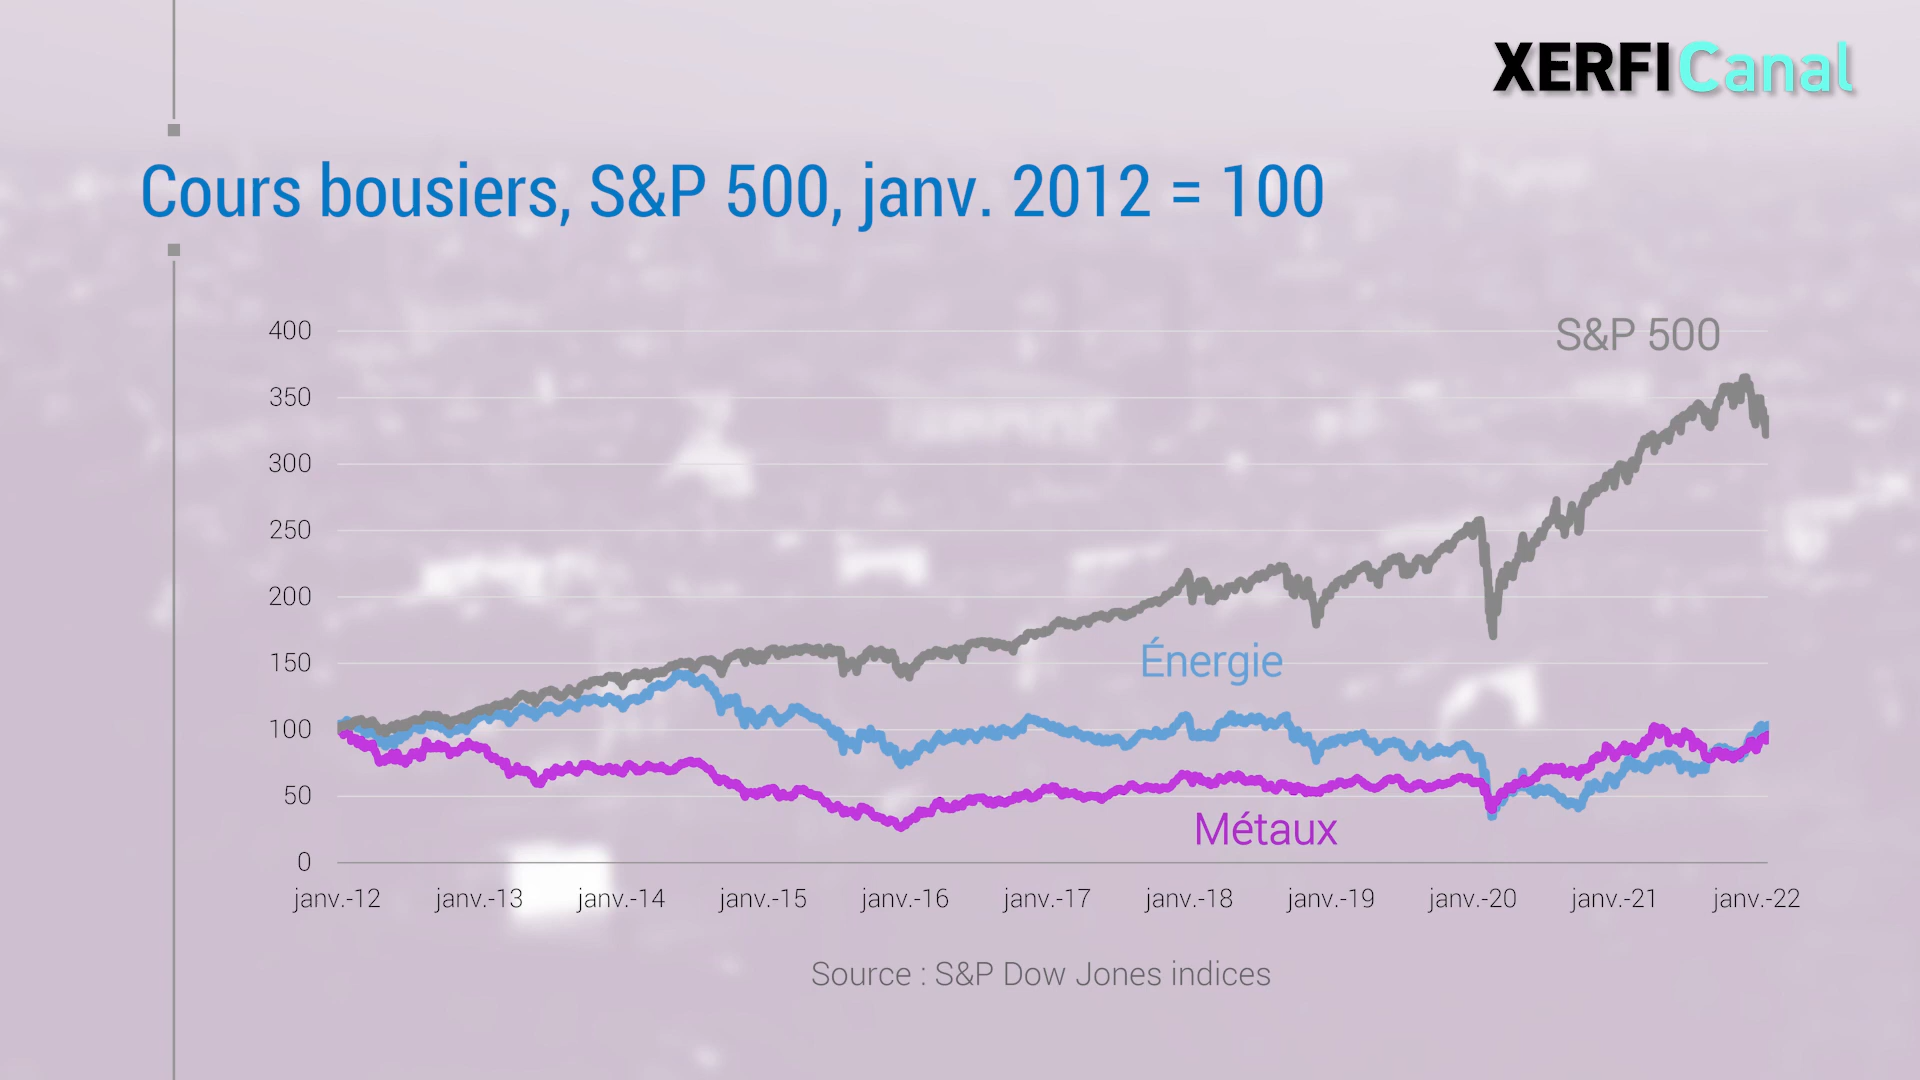 XERFICanal
Cours bousiers, S&P 500, janv. 2012 = 100
S&P 500
400
350
300
250
200
Énergie
150
100
50
Métaux
0
janv.-12 janv.-13 janv.-14 janv.-15 janv.-16 janv.-17 janv.-18 janv.-19 janv.-20 janv.-21 janv.-22
Source : S&P Dow Jones indices